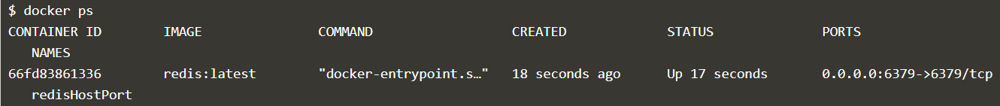 $ docker ps
CONTAINER ID        IMAGE               COMMAND                  CREATED             STATUS              PORTS
   NAMES
66fd83861336        redis:latest        "docker-entrypoint.s…"   18 seconds ago      Up 17 seconds       0.0.0.0:6379->6379/tcp
   redisHostPort